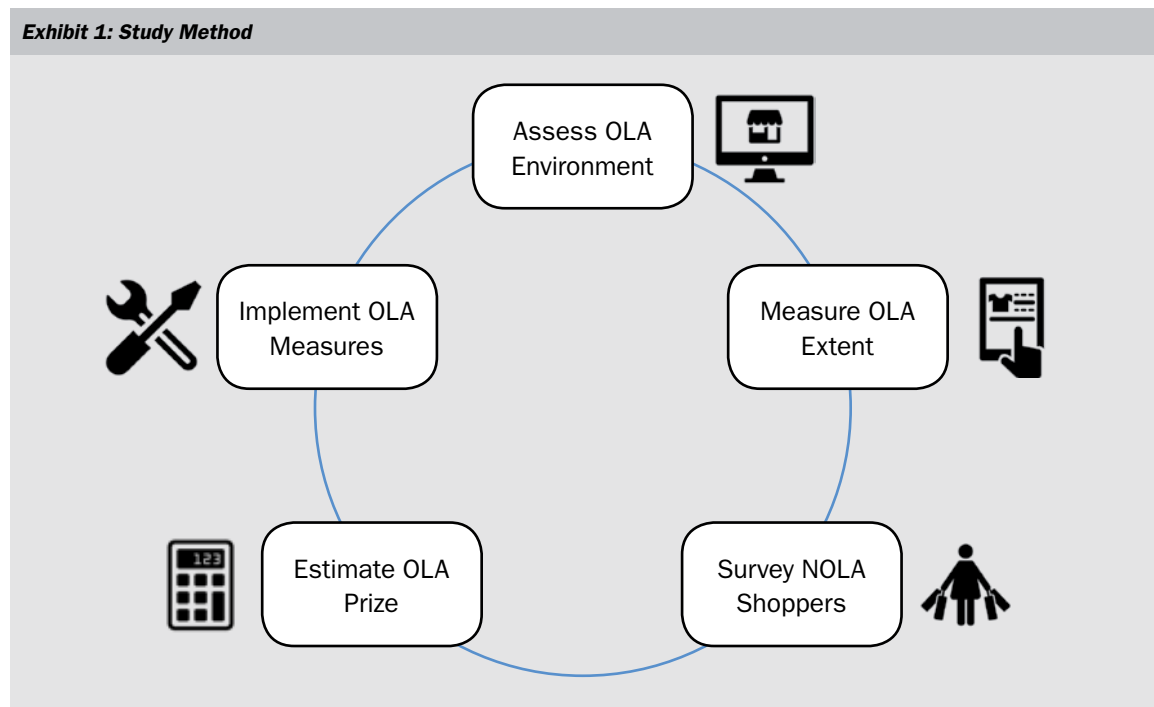 Exhibit 1: Study Method
Assess OLA
Environment
Measure OLA
Extent
Survey NOLA
Shoppers
Estimate OLA
Prize
123
Implement OLA
Measures